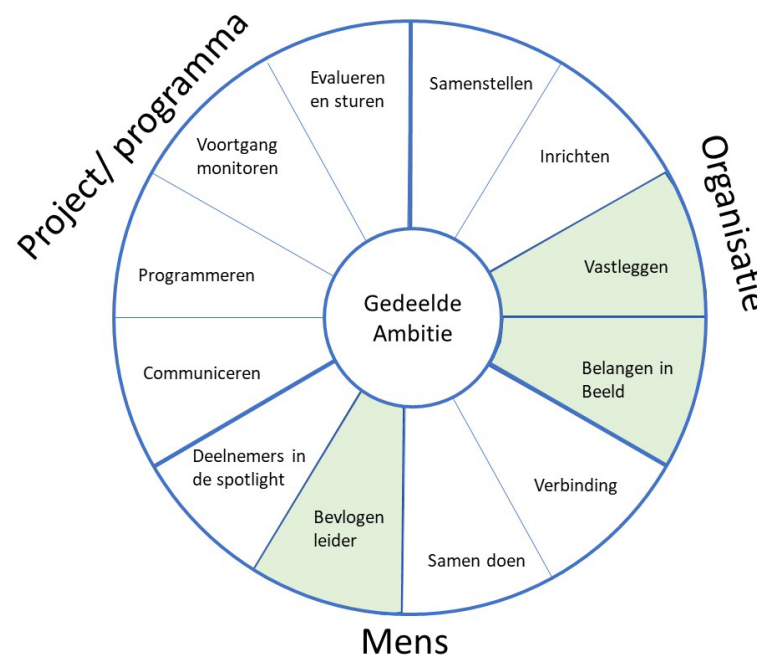 Project/ programma
Organisatie
Mens
Gedeelde
Ambitie
Samenstellen
Inrichten
Vastleggen
Belangen in
Beeld
Verbinding
Samen doen
Bevlogen
leider
Deelnemers in
de spotlight
Communiceren
Programmeren
Voortgang
monitoren
Evalueren
en sturen